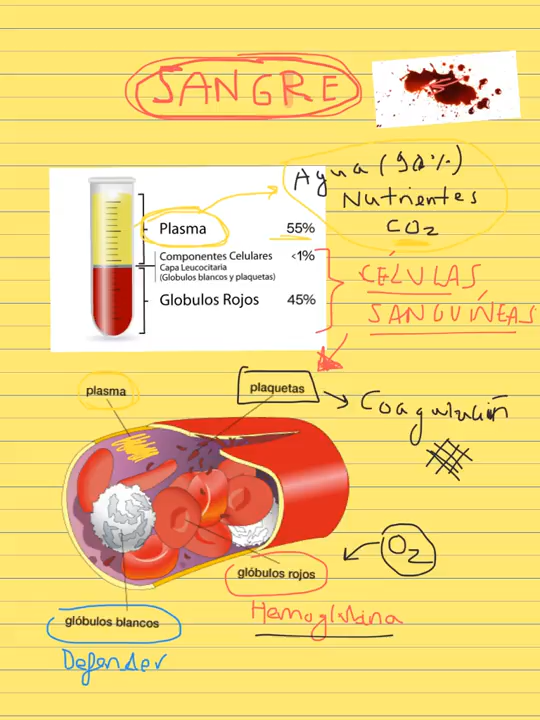 SANGRE
Agua (90%)
Nutrientes
CO2
Plasma 55%
Componentes Celulares <1%
Capa Leucocitaria
(Globulos blancos y plaquetas)
Globulos Rojos 45%
CÉLULAS
SANGUÍNEAS
plasma
plaquetas
Coagulación
O2
glóbulos rojos
Hemoglobina
glóbulos blancos
Defender